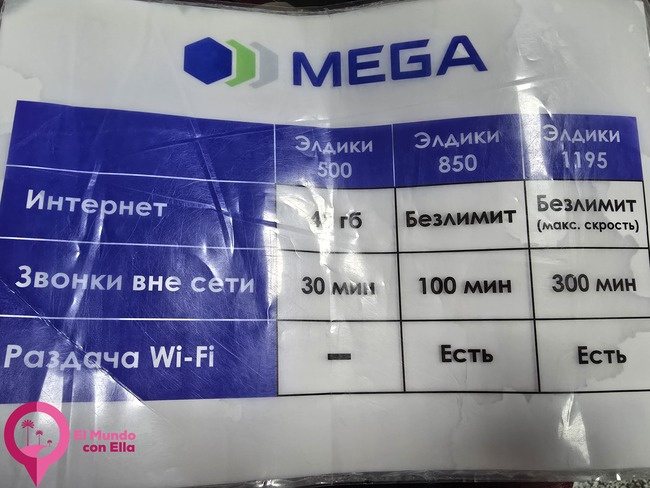 MEGA
Элдики 500
Элдики 850
Элдики 1195
Интернет
гб
Безлимит
Безлимит
(макс. скрость)
Звонки вне сети
30 мин
100 мин
300 мин
Раздача Wi-Fi
–
Есть
Есть
El Mundo
con Ella